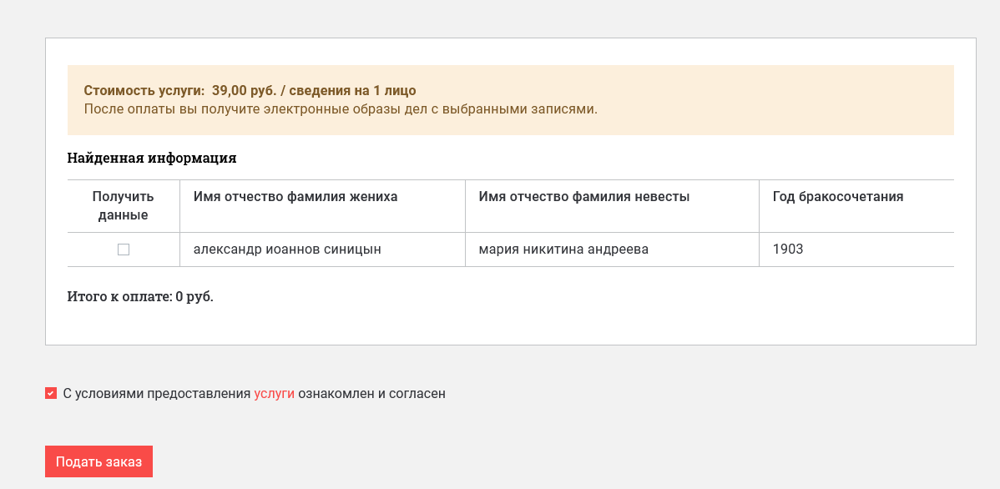 Стоимость услуги: 39,00 руб. / сведения на 1 лицо
После оплаты вы получите электронные образы дел с выбранными записями.
Найденная информация
Получить данные
Имя отчество фамилия жениха
Имя отчество фамилия невесты
Год бракосочетания
александр иоаннов синицын
мария никитина андреева
1903
Итого к оплате: 0 руб.
С условиями предоставления услуги ознакомлен и согласен
Подать заказ